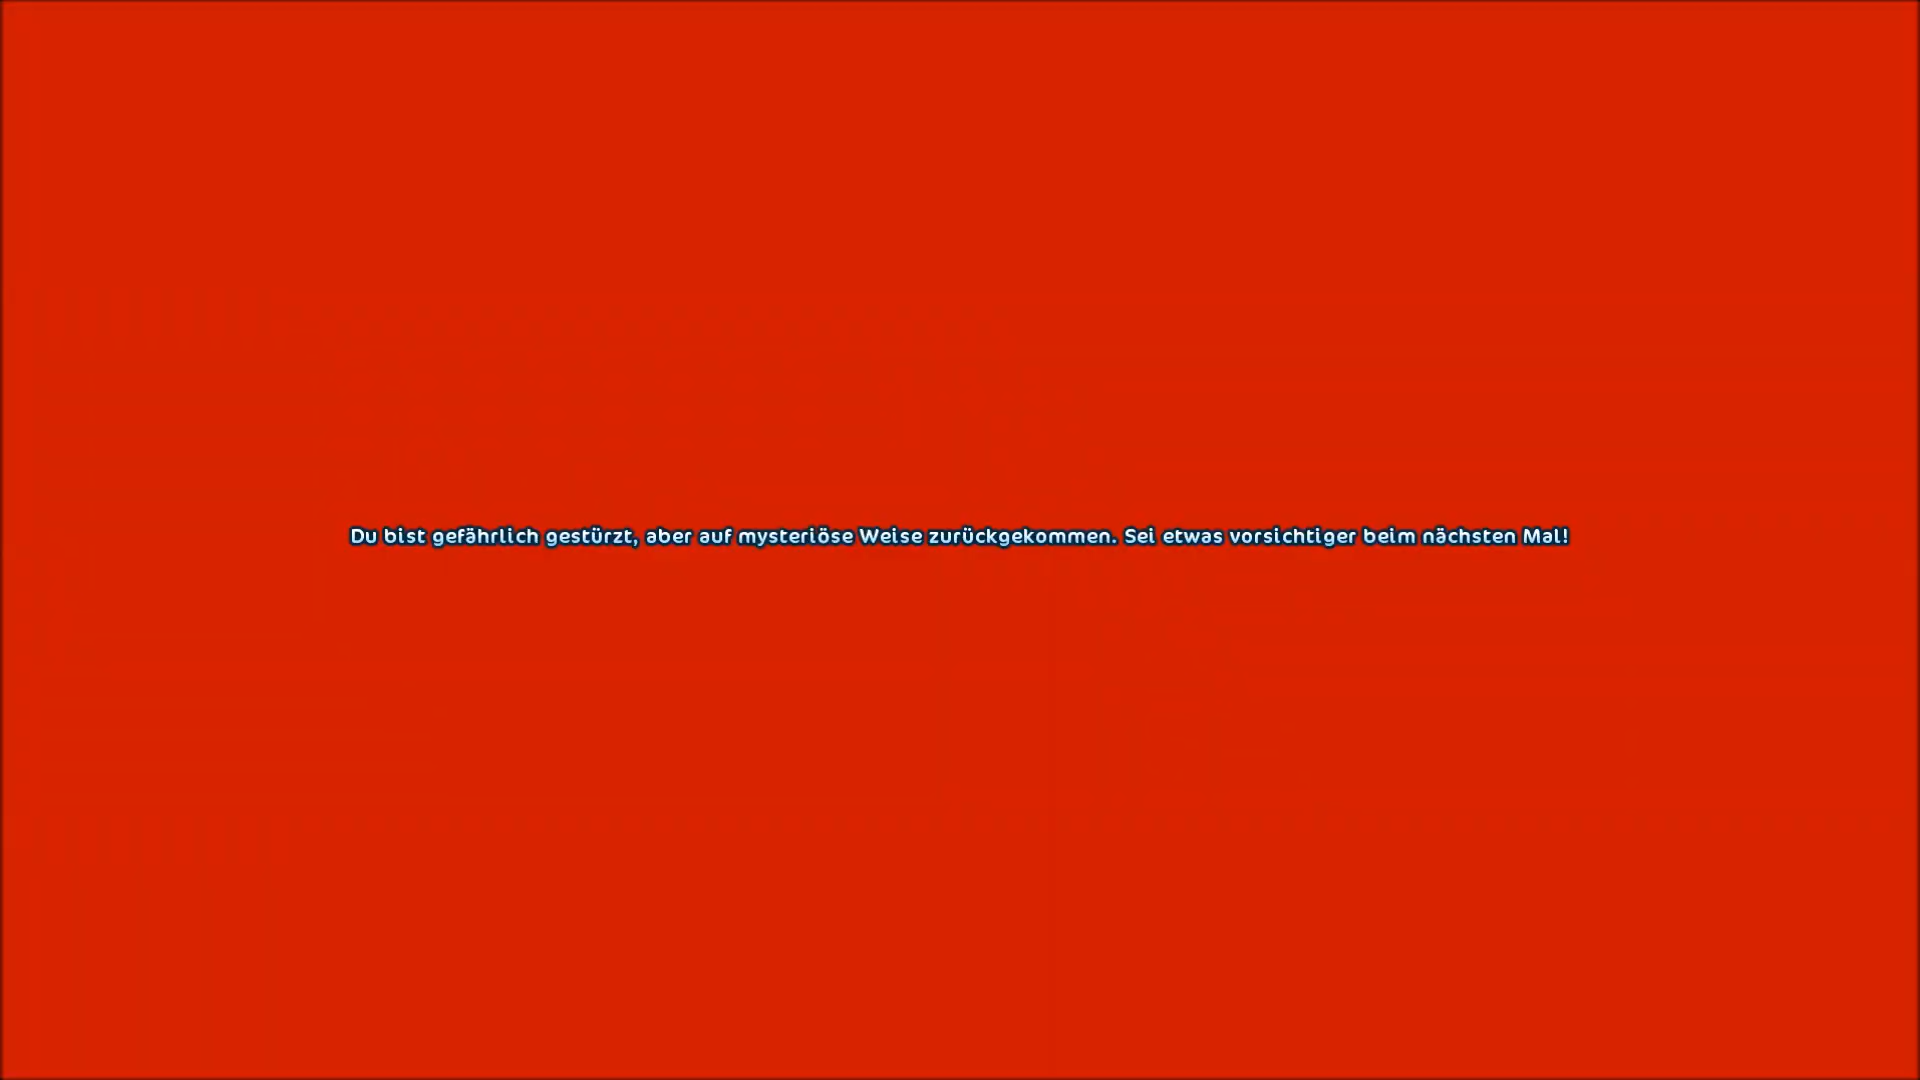 Du bist gefährlich gestürzt, aber auf mysteriöse Weise zurückgekommen. Sei etwas vorsichtiger beim nächsten Mal!